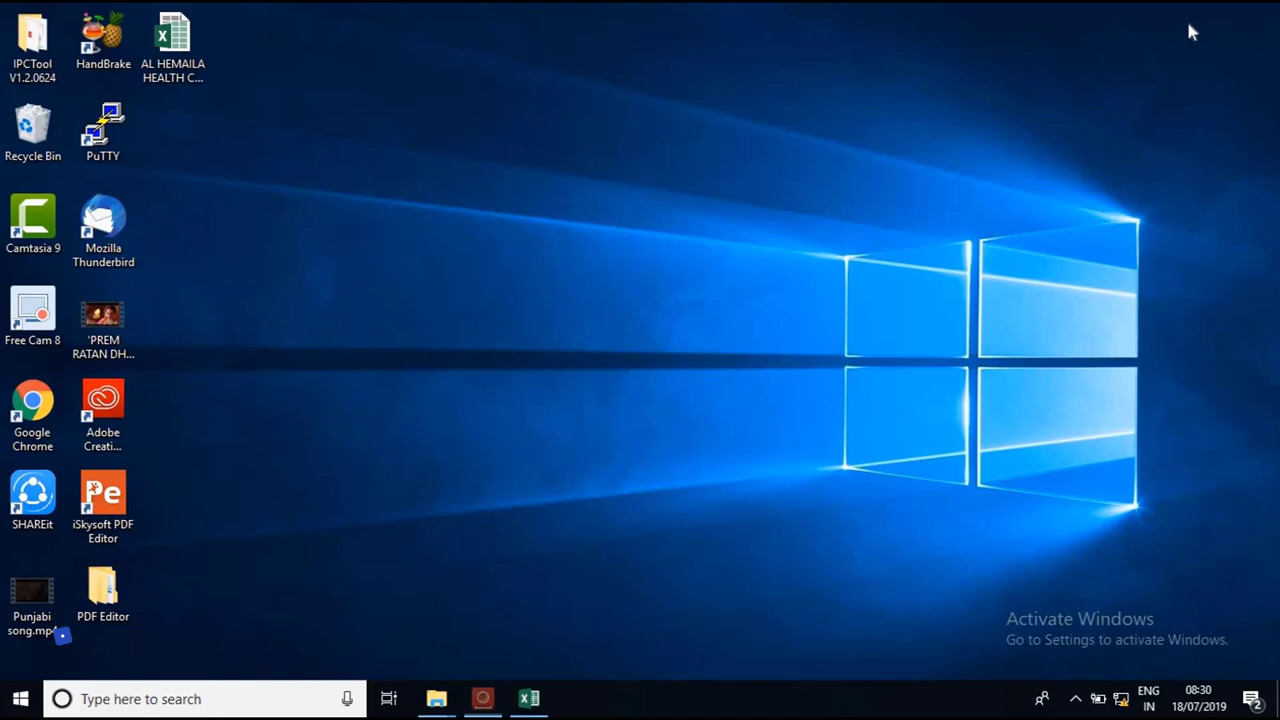 IPCTool
V1.2.0624
HandBrake
AL HEMAILA
HEALTH C...
Recycle Bin
PuTTY
Camtasia 9
Mozilla
Thunderbird
Free Cam 8
'PREM
RATAN DH...
Google
Chrome
Adobe
Creati...
SHAREit
iSkysoft PDF
Editor
Punjabi
song.mp4
PDF Editor
Activate Windows
Go to Settings to activate Windows.
Type here to search
ENG
IN
08:30
18/07/2019
2